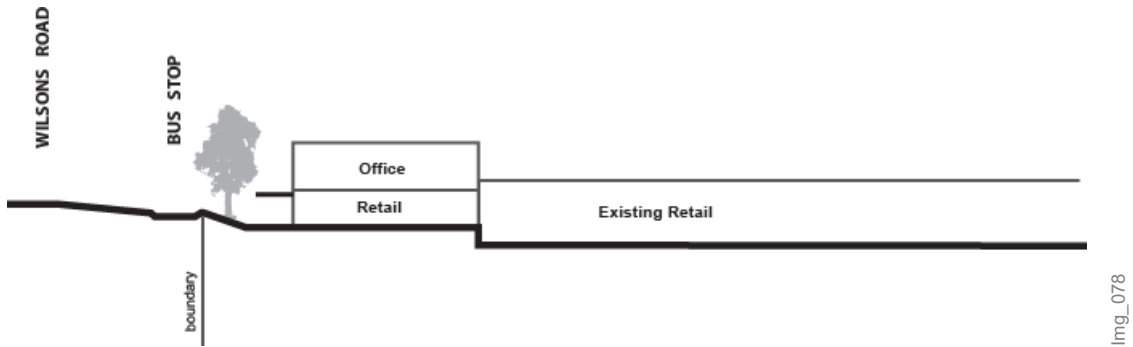 WILSONS ROAD
BUS STOP
Office
Retail
Existing Retail
boundary
Img_078